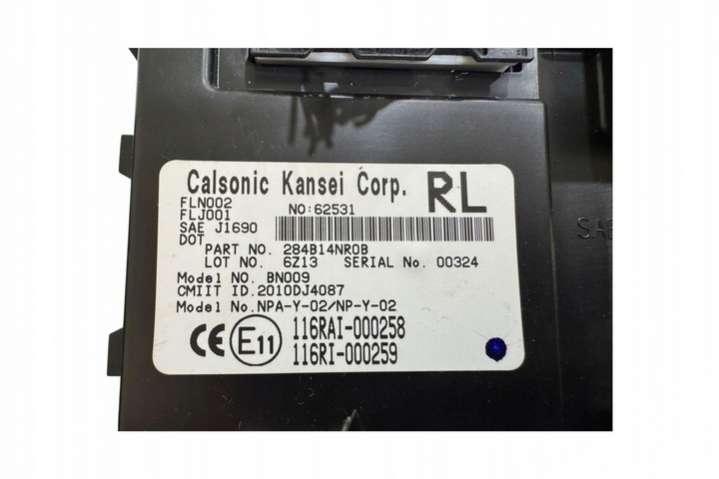 Calsonic Kansei Corp. RL
FLN002 NO:62531
FLJ001
SAE J1690
DOT
PART NO. 284B14NR0B
LOT NO. 6Z13 SERIAL No. 00324
Model No. BN009
CMIIT ID.2010DJ4087
Model No.NPA-Y-02/NP-Y-02
CE E11 116RAI-000258
116RI-000259